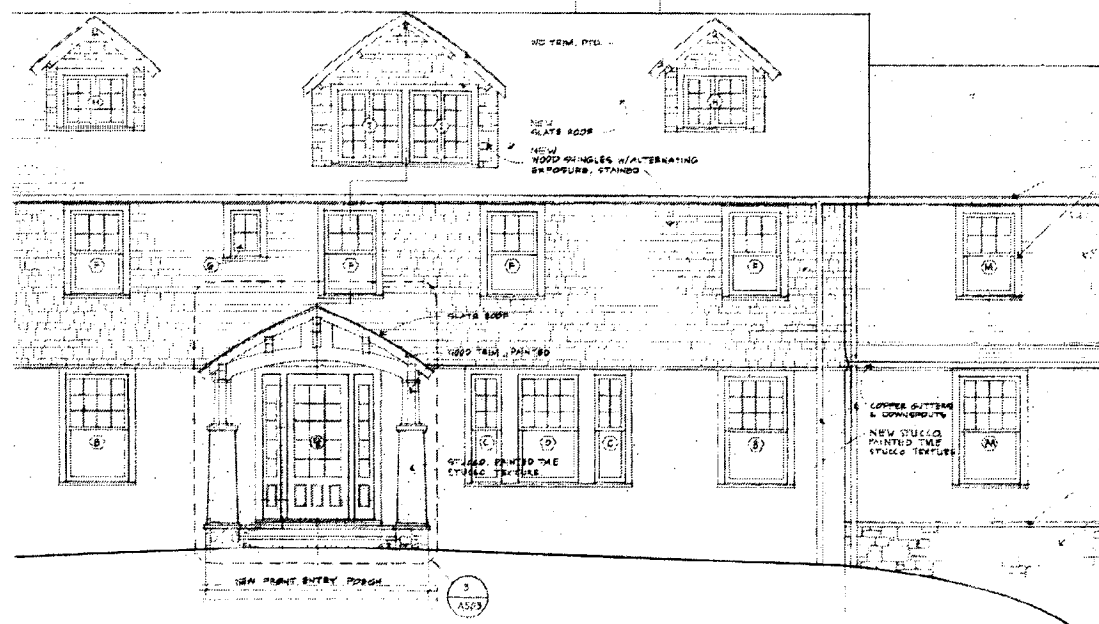 WD TRIM, PTD.
NEW
SLATE ROOF
NEW
WOOD SHINGLES W/ALTERNATING
EXPOSURE, STAINED
H
H
F
G
F
F
F
M
SLATE ROOF
WOOD TRIM, PAINTED
COPPER GUTTERS
& DOWNSPOUTS
NEW STUCCO,
PAINTED THE
STUCCO TEXTURE
B
C
D
C
B
M
STUCCO, PAINTED THE
STUCCO TEXTURE
NEW FRONT ENTRY PORCH
3
A503